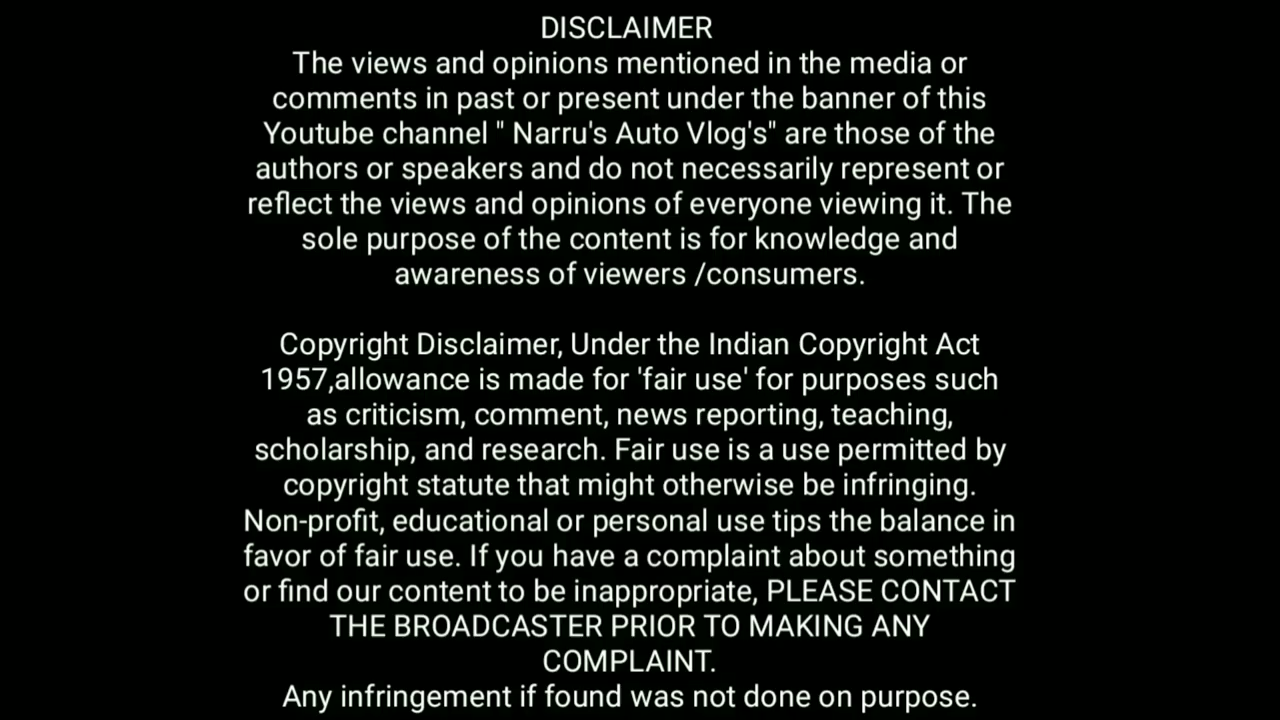 DISCLAIMER
The views and opinions mentioned in the media or
comments in past or present under the banner of this
Youtube channel " Narru's Auto Vlog's" are those of the
authors or speakers and do not necessarily represent or
reflect the views and opinions of everyone viewing it. The
sole purpose of the content is for knowledge and
awareness of viewers /consumers.
Copyright Disclaimer, Under the Indian Copyright Act
1957,allowance is made for 'fair use' for purposes such
as criticism, comment, news reporting, teaching,
scholarship, and research. Fair use is a use permitted by
copyright statute that might otherwise be infringing.
Non-profit, educational or personal use tips the balance in
favor of fair use. If you have a complaint about something
or find our content to be inappropriate, PLEASE CONTACT
THE BROADCASTER PRIOR TO MAKING ANY
COMPLAINT.
Any infringement if found was not done on purpose.